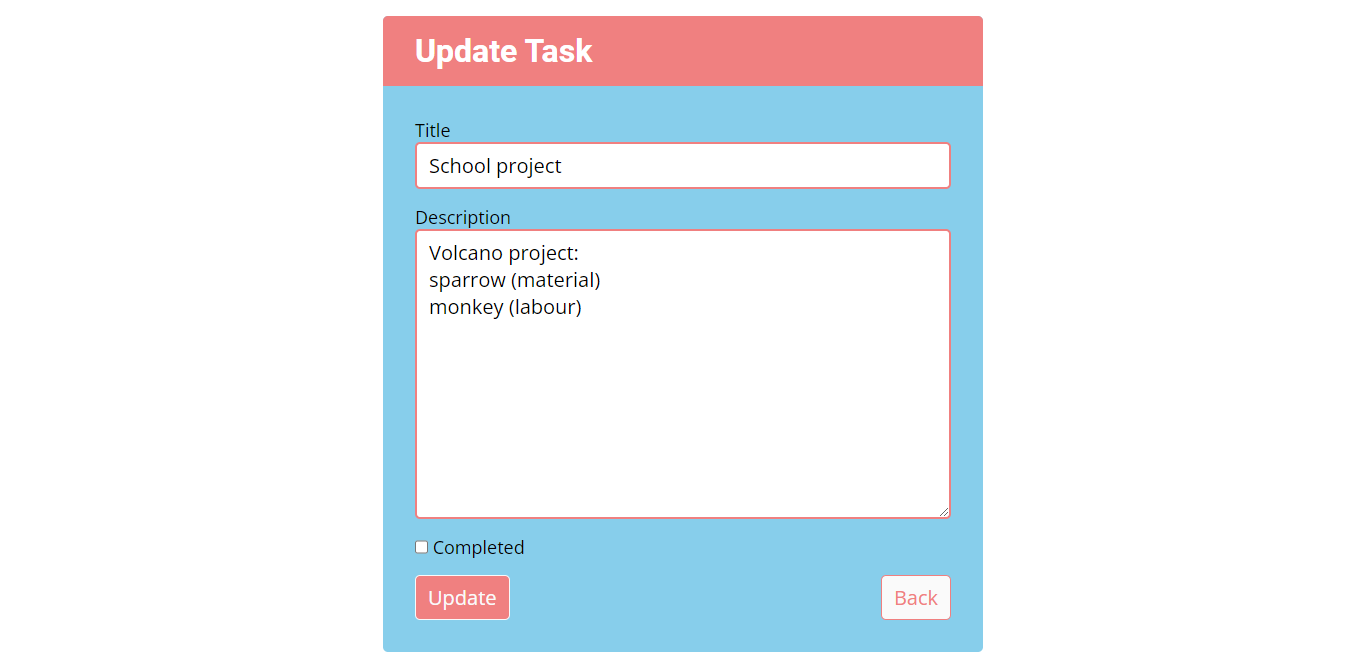 Update Task
Title
School project
Description
Volcano project:
sparrow (material)
monkey (labour)
Completed
Update
Back